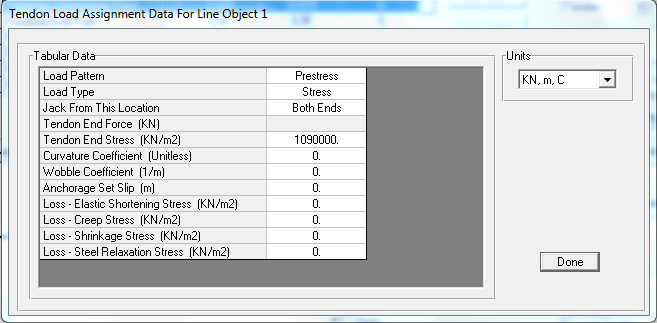 Tendon Load Assignment Data For Line Object 1
Tabular Data
Load Pattern Prestress
Load Type Stress
Jack From This Location Both Ends
Tendon End Force (KN)
Tendon End Stress (KN/m2) 1090000.
Curvature Coefficient (Unitless) 0.
Wobble Coefficient (1/m) 0.
Anchorage Set Slip (m) 0.
Loss - Elastic Shortening Stress (KN/m2) 0.
Loss - Creep Stress (KN/m2) 0.
Loss - Shrinkage Stress (KN/m2) 0.
Loss - Steel Relaxation Stress (KN/m2) 0.
Units
KN, m, C
Done